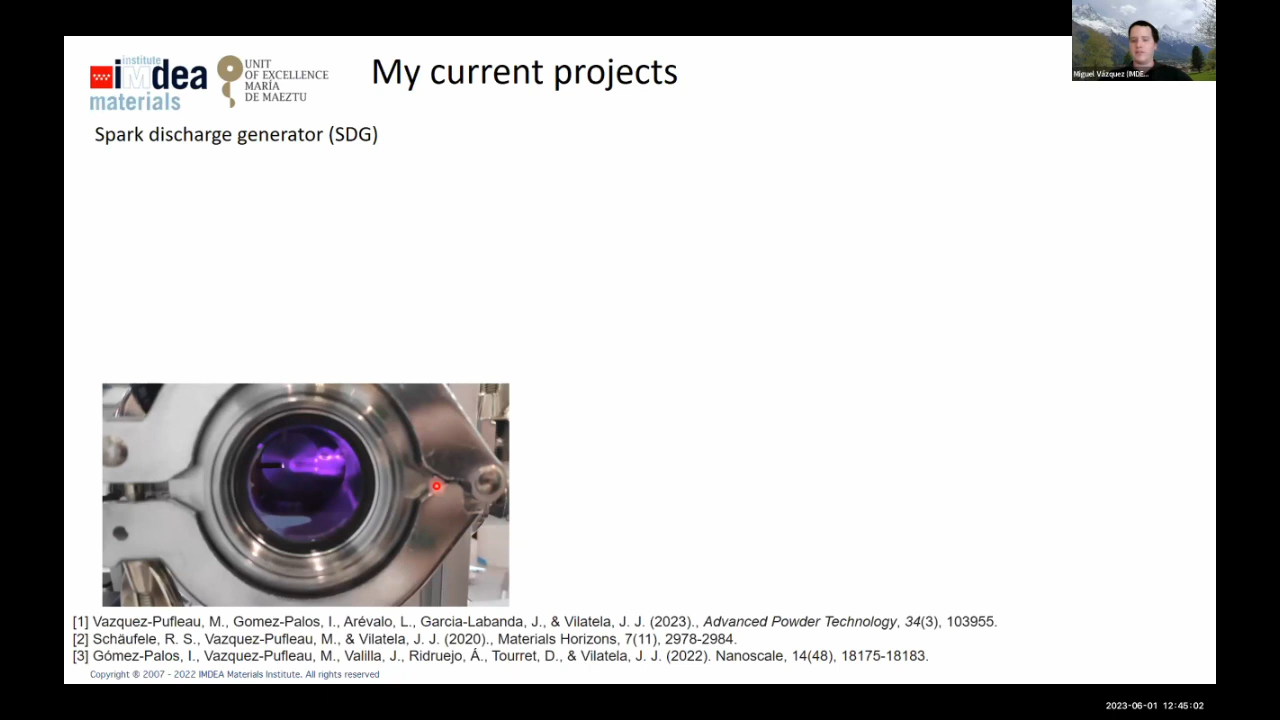 institute
iMdea
materials
UNIT
OF EXCELLENCE
MARÍA
DE MAEZTU
My current projects
Miguel Vázquez (IMDE...
Spark discharge generator (SDG)
[1] Vazquez-Pufleau, M., Gomez-Palos, I., Arévalo, L., Garcia-Labanda, J., & Vilatela, J. J. (2023)., Advanced Powder Technology, 34(3), 103955.
[2] Schäufele, R. S., Vazquez-Pufleau, M., & Vilatela, J. J. (2020)., Materials Horizons, 7(11), 2978-2984.
[3] Gómez-Palos, I., Vazquez-Pufleau, M., Valilla, J., Ridruejo, Á., Tourret, D., & Vilatela, J. J. (2022). Nanoscale, 14(48), 18175-18183.
Copyright ® 2007 - 2022 IMDEA Materials Institute. All rights reserved
2023-06-01 12:45:02